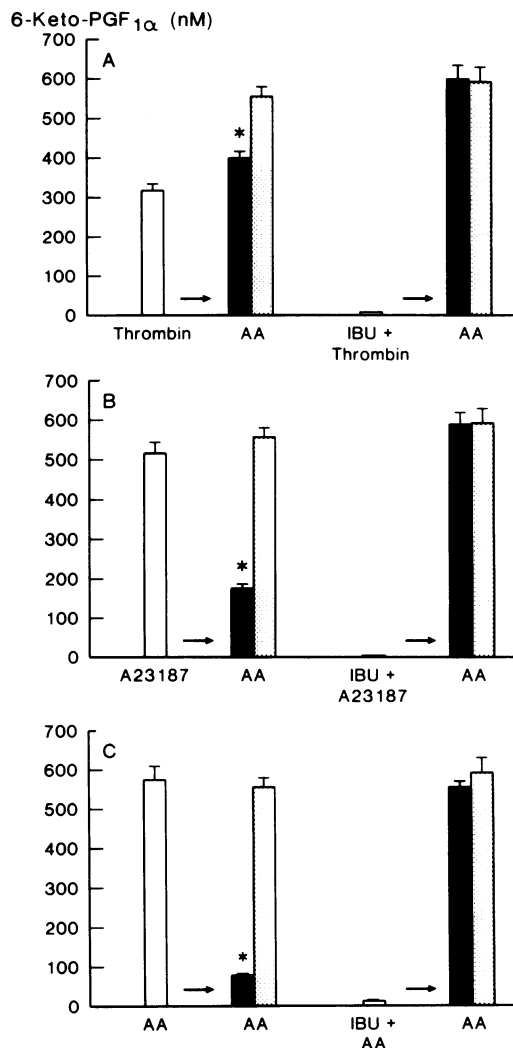 6-Keto-PGF1α (nM)
A
700
600
500
400
300
200
100
0
*
Thrombin AA IBU + AA
Thrombin
B
700
600
500
400
300
200
100
0
*
A23187 AA IBU + AA
A23187
C
700
600
500
400
300
200
100
0
*
AA AA IBU + AA
AA